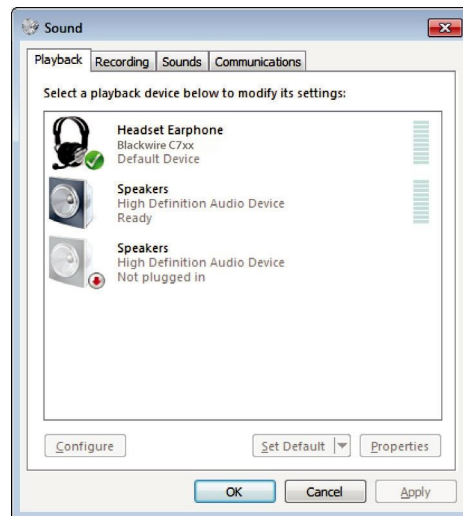 Sound
Playback Recording Sounds Communications
Select a playback device below to modify its settings:
Headset Earphone
Blackwire C7xx
Default Device
Speakers
High Definition Audio Device
Ready
Speakers
High Definition Audio Device
Not plugged in
Configure Set Default Properties
OK Cancel Apply